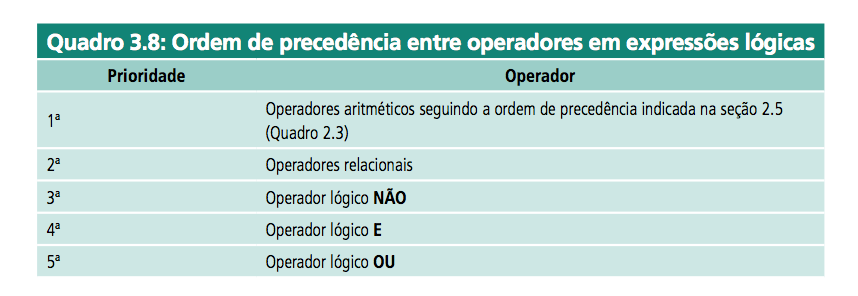 Quadro 3.8: Ordem de precedência entre operadores em expressões lógicas
Prioridade Operador
1ª Operadores aritméticos seguindo a ordem de precedência indicada na seção 2.5
(Quadro 2.3)
2ª Operadores relacionais
3ª Operador lógico NÃO
4ª Operador lógico E
5ª Operador lógico OU